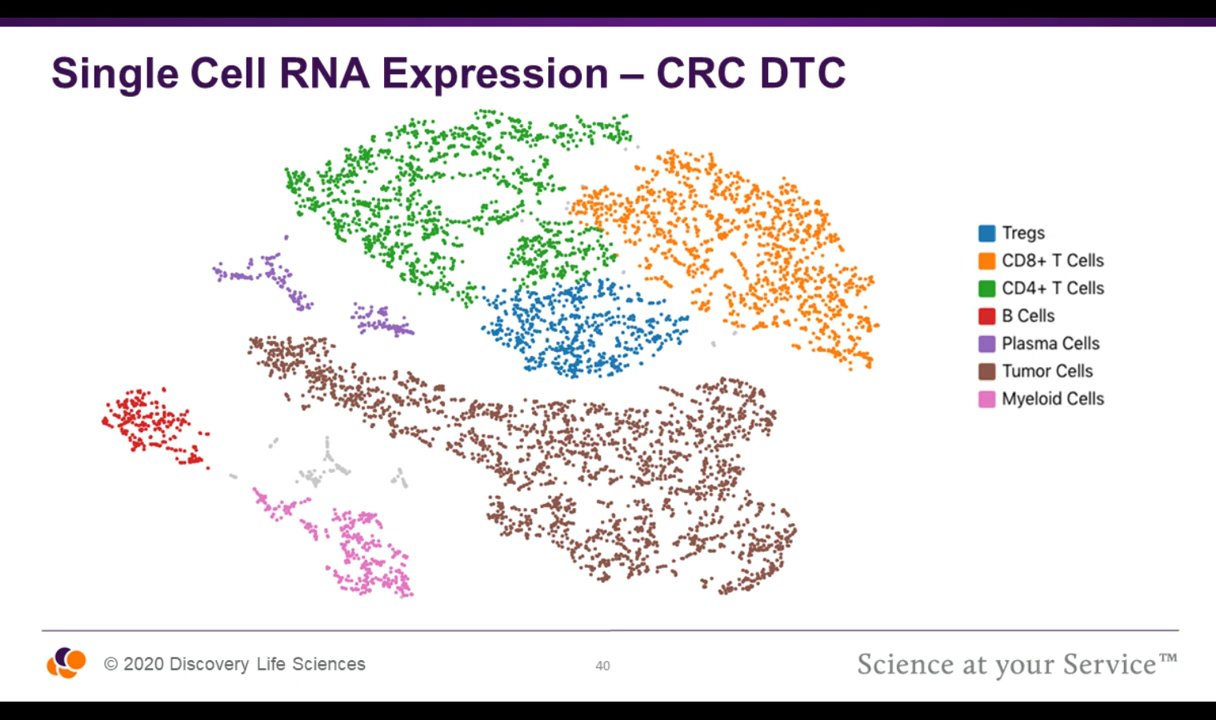 Single Cell RNA Expression – CRC DTC
Tregs
CD8+ T Cells
CD4+ T Cells
B Cells
Plasma Cells
Tumor Cells
Myeloid Cells
© 2020 Discovery Life Sciences
40
Science at your Service™